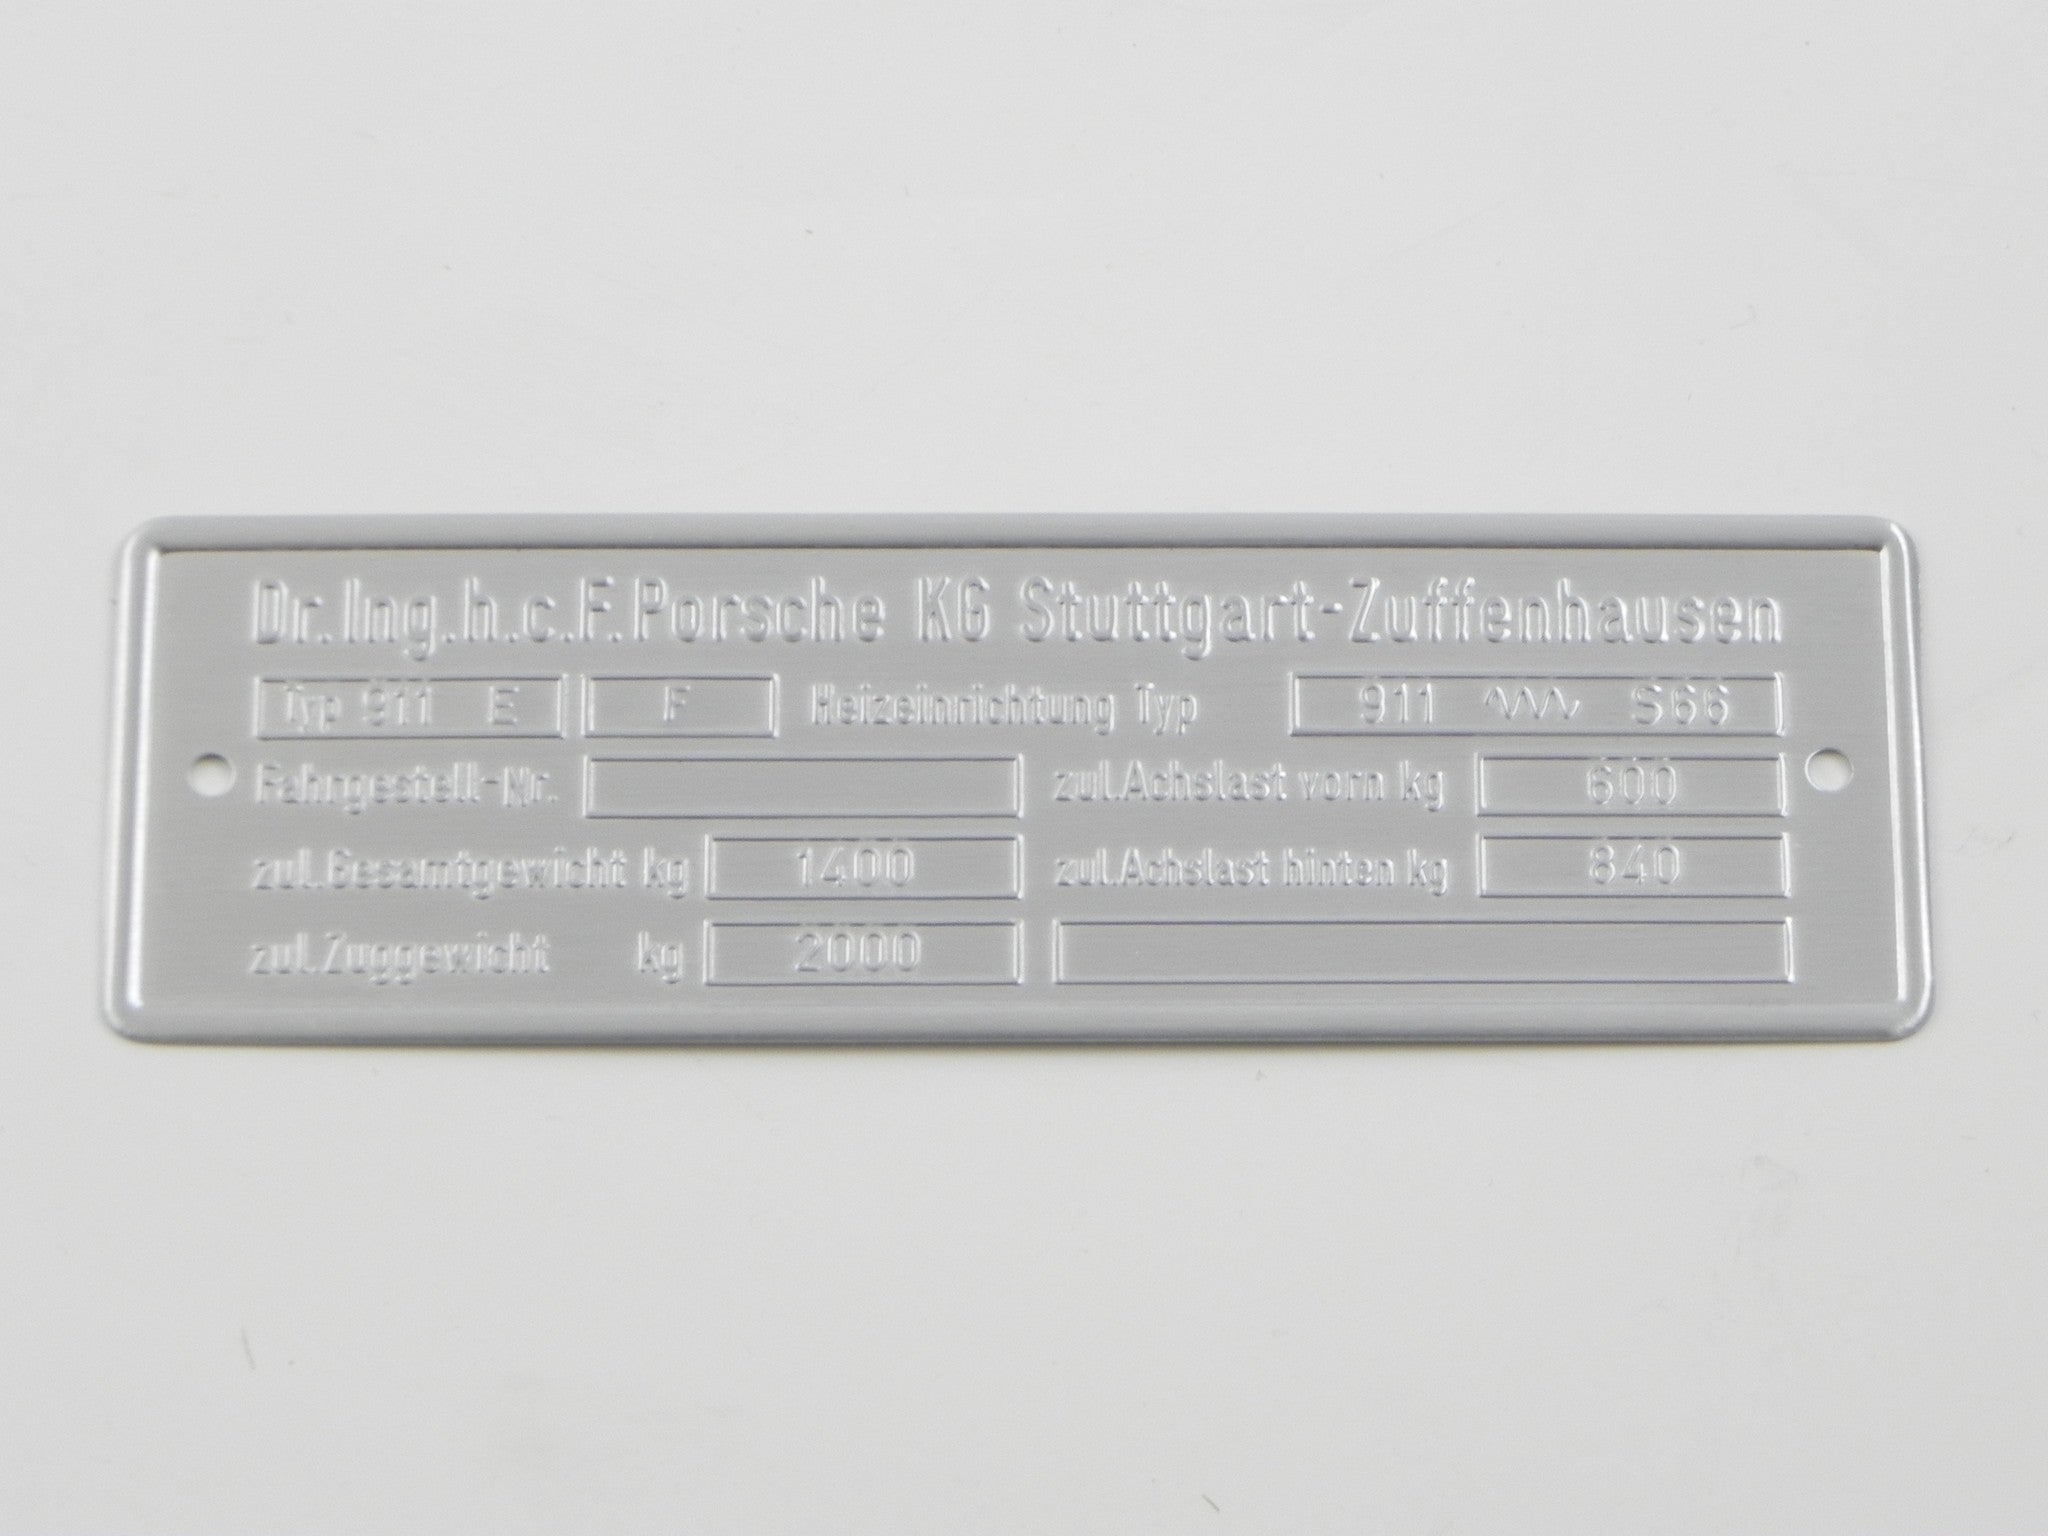 Dr.Ing.h.c.F.Porsche KG Stuttgart-Zuffenhausen
Typ 911 E F Heizeinrichtung Typ 911 S66
Fahrgestell-Nr. zul.Achslast vorn kg 600
zul.Gesamtgewicht kg 1400 zul.Achslast hinten kg 840
zul.Zuggewicht kg 2000